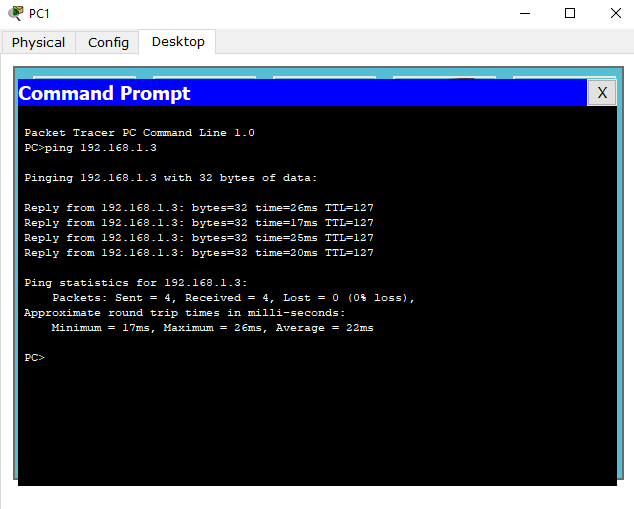 PC1
Physical Config Desktop
Command Prompt
X
Packet Tracer PC Command Line 1.0
PC>ping 192.168.1.3
Pinging 192.168.1.3 with 32 bytes of data:
Reply from 192.168.1.3: bytes=32 time=26ms TTL=127
Reply from 192.168.1.3: bytes=32 time=17ms TTL=127
Reply from 192.168.1.3: bytes=32 time=25ms TTL=127
Reply from 192.168.1.3: bytes=32 time=20ms TTL=127
Ping statistics for 192.168.1.3:
    Packets: Sent = 4, Received = 4, Lost = 0 (0% loss),
Approximate round trip times in milli-seconds:
    Minimum = 17ms, Maximum = 26ms, Average = 22ms
PC>